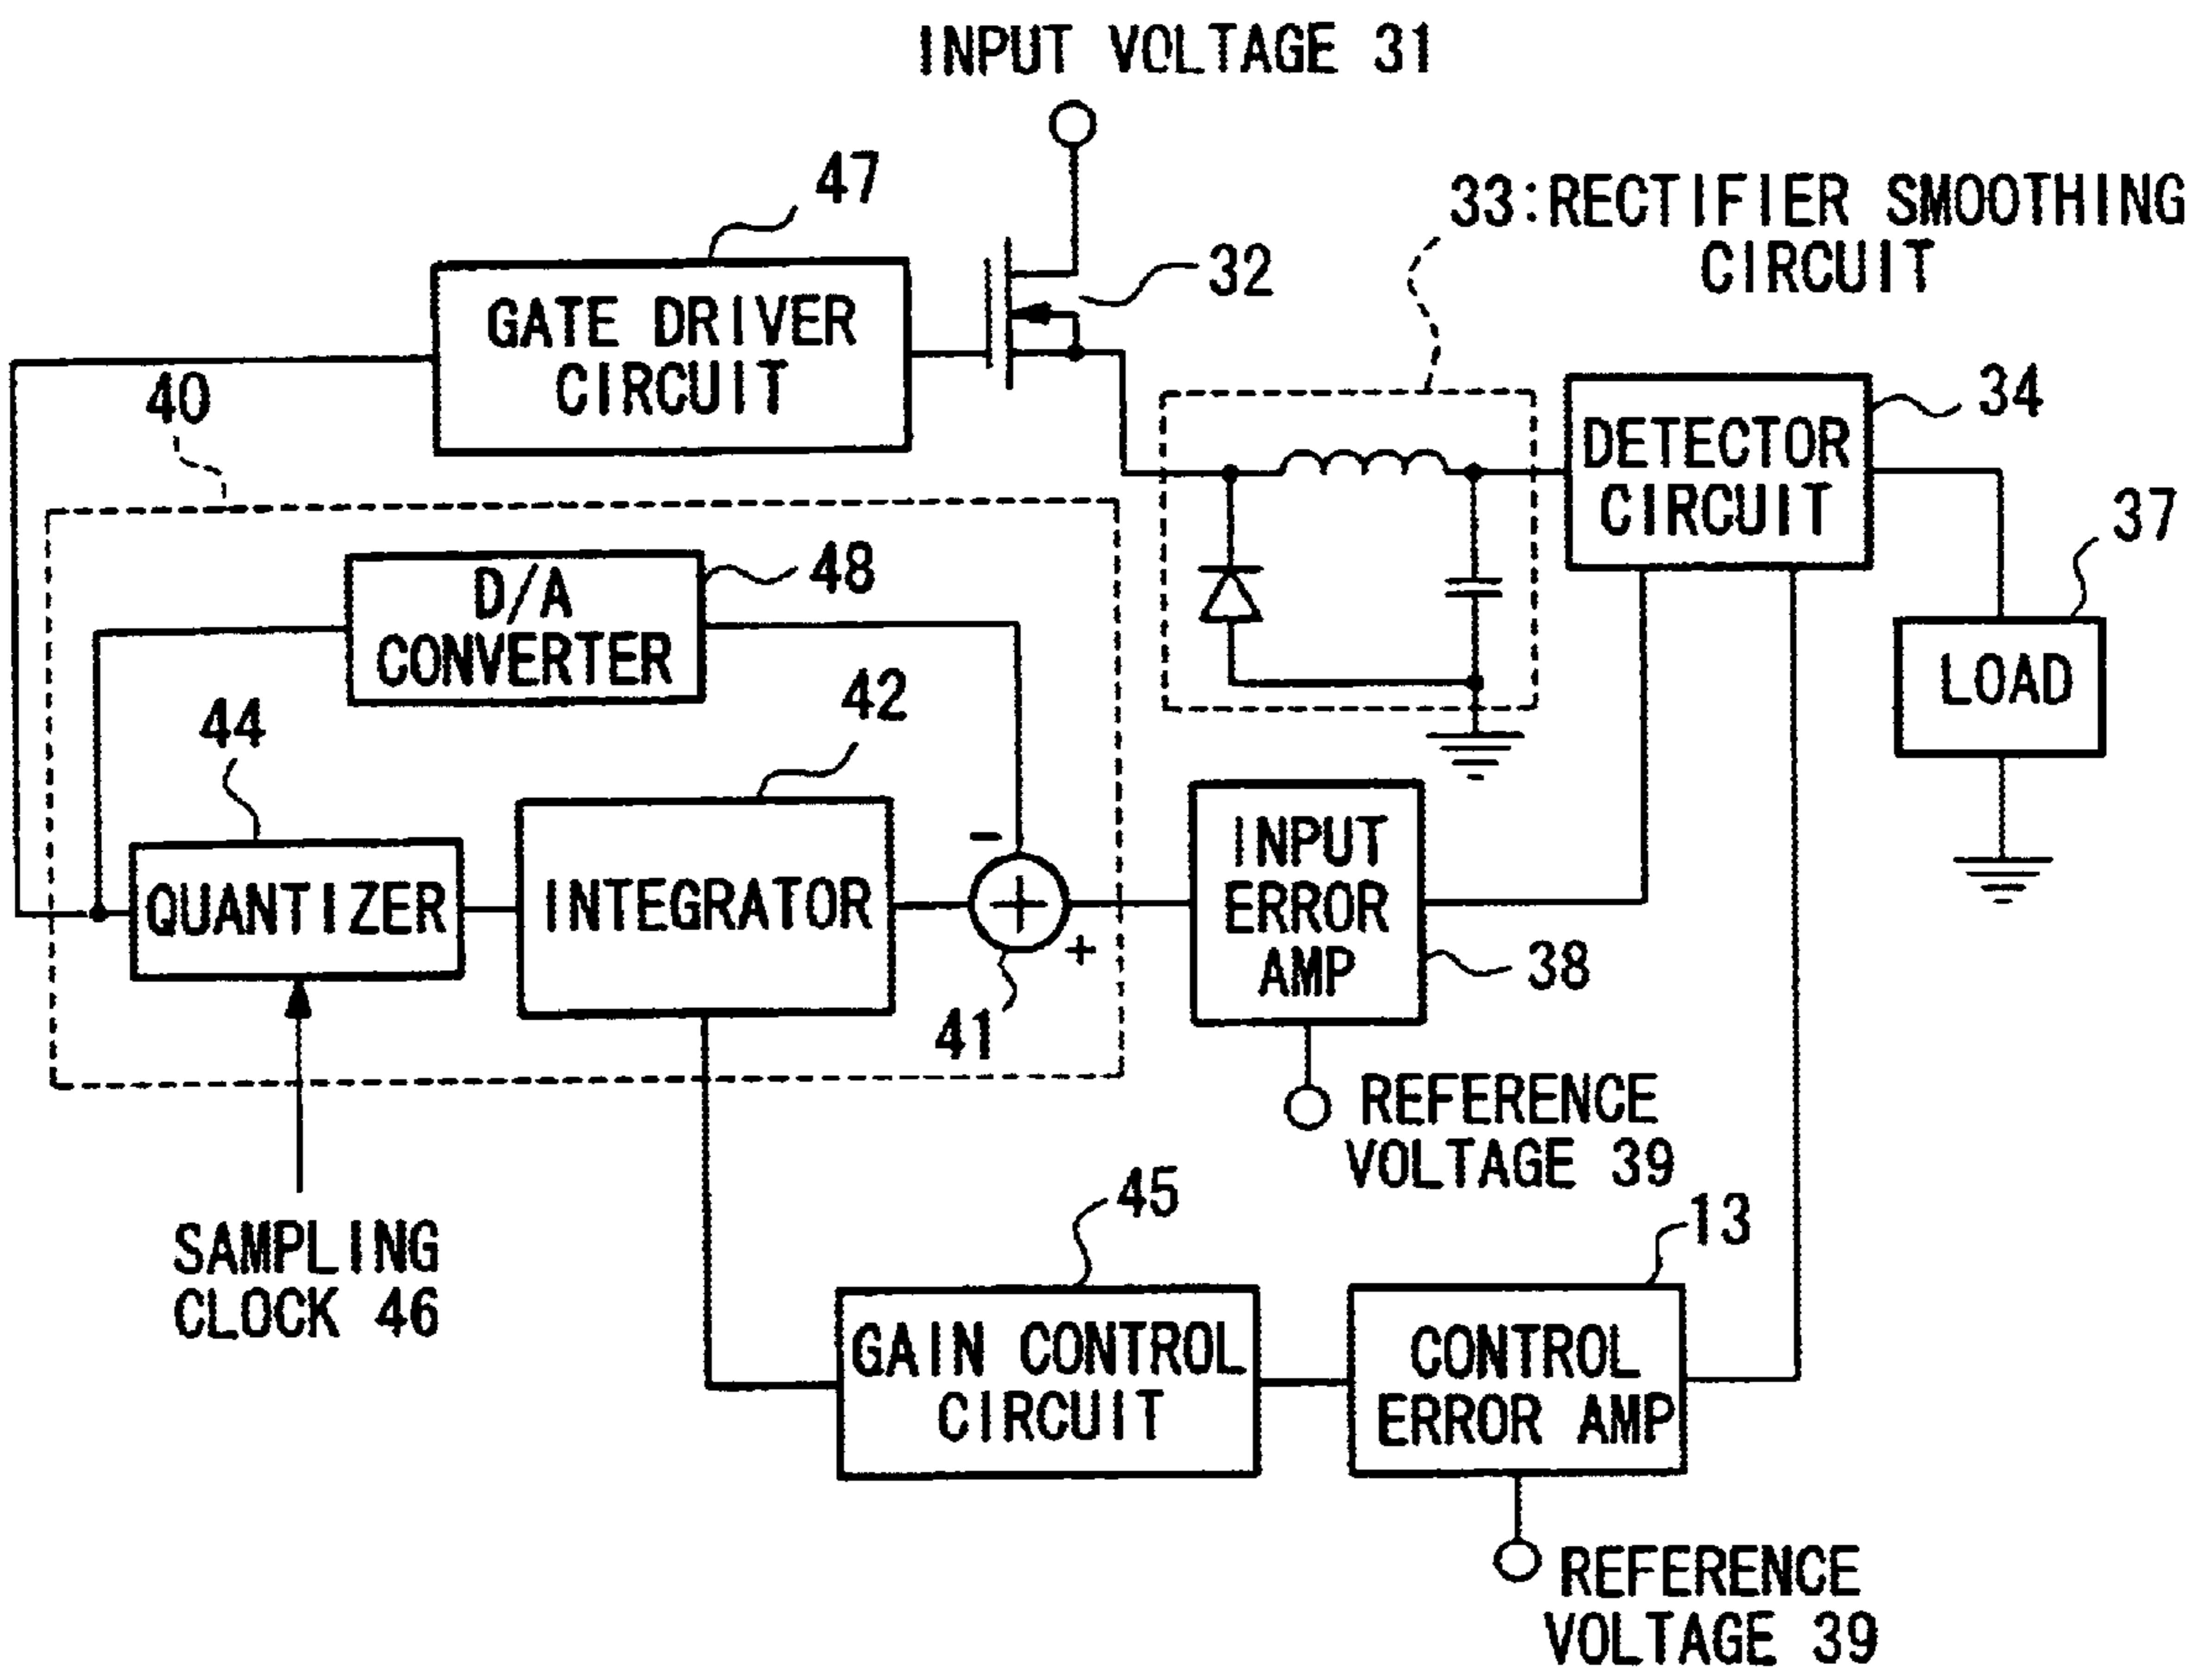 INPUT VOLTAGE 31
47
33:RECTIFIER SMOOTHING
CIRCUIT
32
GATE DRIVER
CIRCUIT
40
34
DETECTOR
CIRCUIT
37
D/A
CONVERTER
48
LOAD
42
44
QUANTIZER
INTEGRATOR
-
+
+
41
INPUT
ERROR
AMP
38
REFERENCE
VOLTAGE 39
SAMPLING
CLOCK 46
45
13
GAIN CONTROL
CIRCUIT
CONTROL
ERROR AMP
REFERENCE
VOLTAGE 39